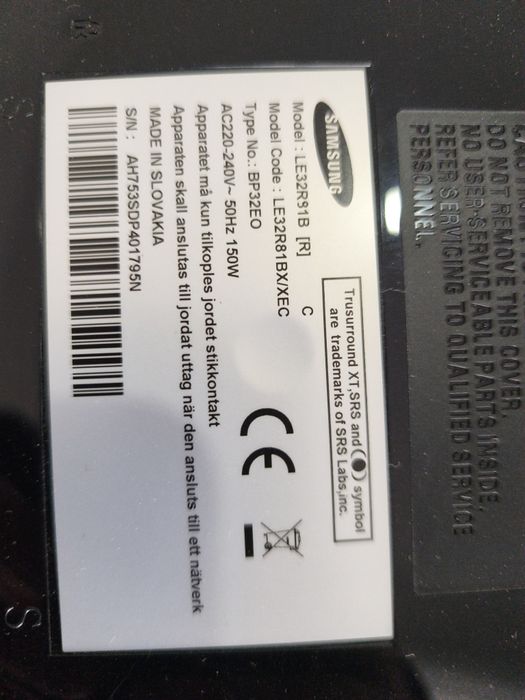 SAMSUNG
Trusurround XT,SRS and symbol
are trademarks of SRS Labs,inc.
Model : LE32R81B [R]
C
Model Code : LE32R81BX/XEC
Type No.: BP32EO
AC220-240V~ 50Hz 150W
Apparatet må kun tilkoples jordet stikkontakt
Apparaten skall anslutas till jordat uttag når den ansluts till ett nätverk
MADE IN SLOVAKIA
S/N : AH753SDP401795N
DO NOT REMOVE THIS COVER,
NO USER-SERVICEABLE PARTS INSIDE,
REFER SERVICING TO QUALIFIED SERVICE
PERSONNEL.